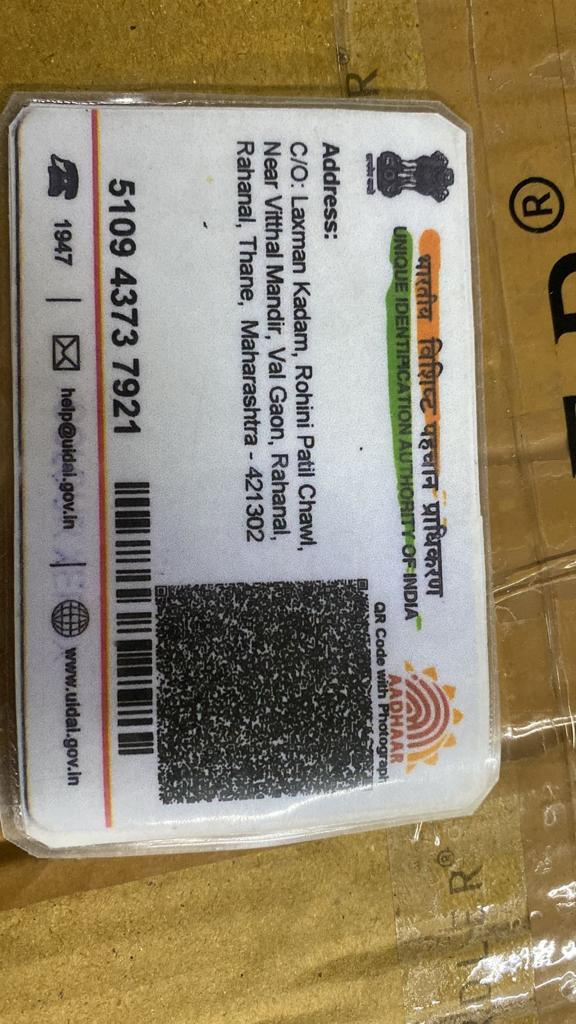 भारतीय विशिष्ट पहचान प्राधिकरण
UNIQUE IDENTIFICATION AUTHORITY OF INDIA
AADHAAR
QR Code with Photograph
Address:
C/O: Laxman Kadam, Rohini Patil Chawl,
Near Vitthal Mandir, Val Gaon, Rahanal,
Rahanal, Thane, Maharashtra - 421302
5109 4373 7921
1947 | help@uidai.gov.in | www.uidai.gov.in